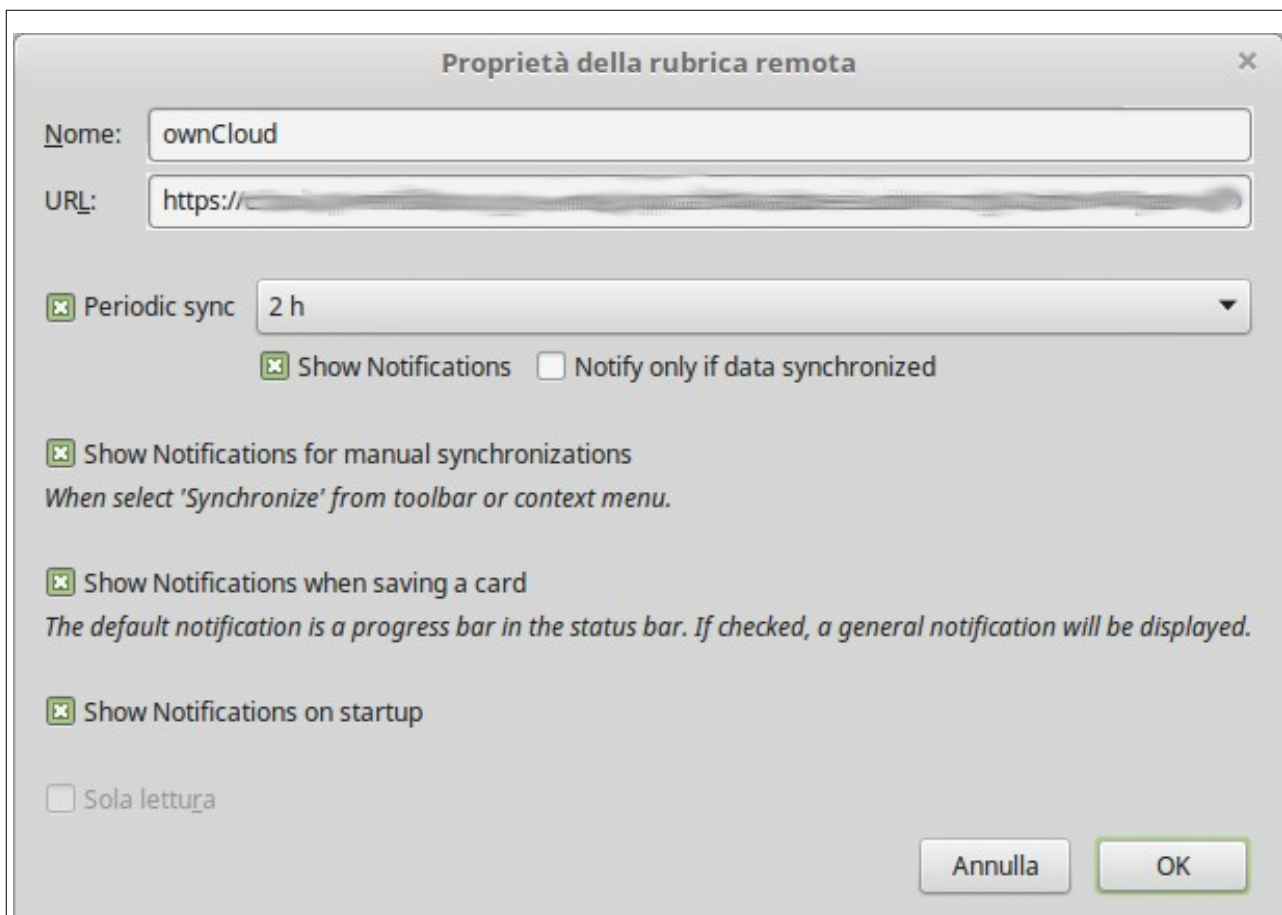 Proprietà della rubrica remota
Nome: ownCloud
URL: https://
Periodic sync 2 h
Show Notifications Notify only if data synchronized
Show Notifications for manual synchronizations
When select 'Synchronize' from toolbar or context menu.
Show Notifications when saving a card
The default notification is a progress bar in the status bar. If checked, a general notification will be displayed.
Show Notifications on startup
Sola lettura
Annulla OK